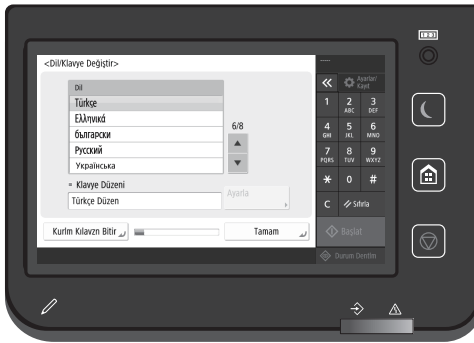 <Dil/Klavye Değiştir>
Dil
Türkçe
Ελληνικά
български
Русский
Українська
6/8
Klavye Düzeni
Türkçe Düzen
Ayarla
Kurlm Kılavzn Bitir
Tamam
Ayarlar/
Kayıt
1
2
ABC
3
DEF
4
GHI
5
JKL
6
MNO
7
PQRS
8
TUV
9
WXYZ
*
0
#
C
Sıfırla
Başlat
Durum Dentlm